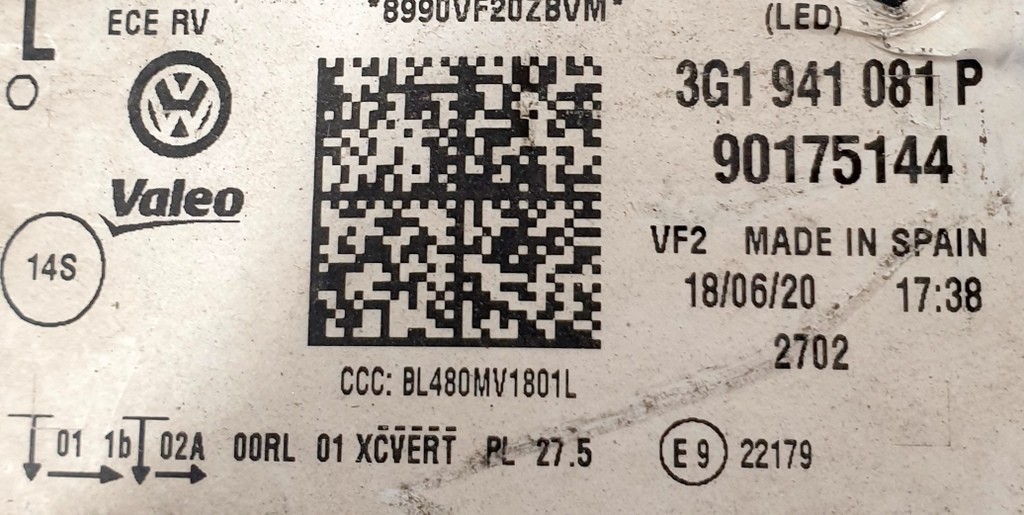 L
ECE RV
*8990VF20ZBVM*
(LED)
3G1 941 081 P
90175144
Valeo
14S
VF2 MADE IN SPAIN
18/06/20 17:38
2702
CCC: BL480MV1801L
01 1b 02A 00RL 01 XCVERT PL 27.5
E9 22179